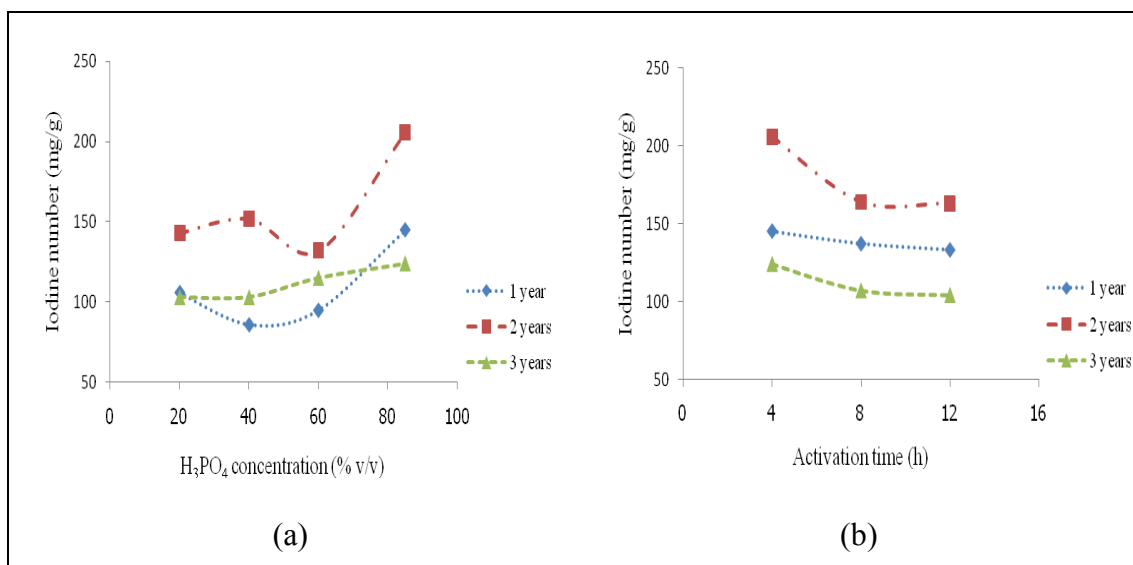 250
200
150
100
50
0
20
40
60
80
100
Iodine number (mg/g)
H₃PO₄ concentration (% v/v)
1 year
2 years
3 years
(a)
250
200
150
100
50
0
4
8
12
16
Iodine number (mg/g)
Activation time (h)
1 year
2 years
3 years
(b)